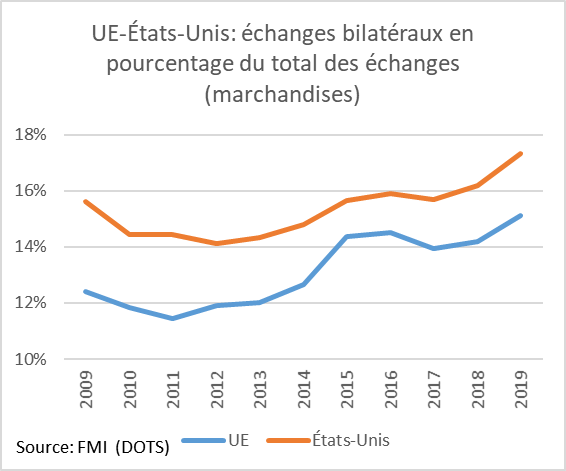 UE-États-Unis: échanges bilatéraux en
pourcentage du total des échanges
(marchandises)
18%
16%
14%
12%
10%
2009
2010
2011
2012
2013
2014
2015
2016
2017
2018
2019
Source: FMI (DOTS)
UE
États-Unis